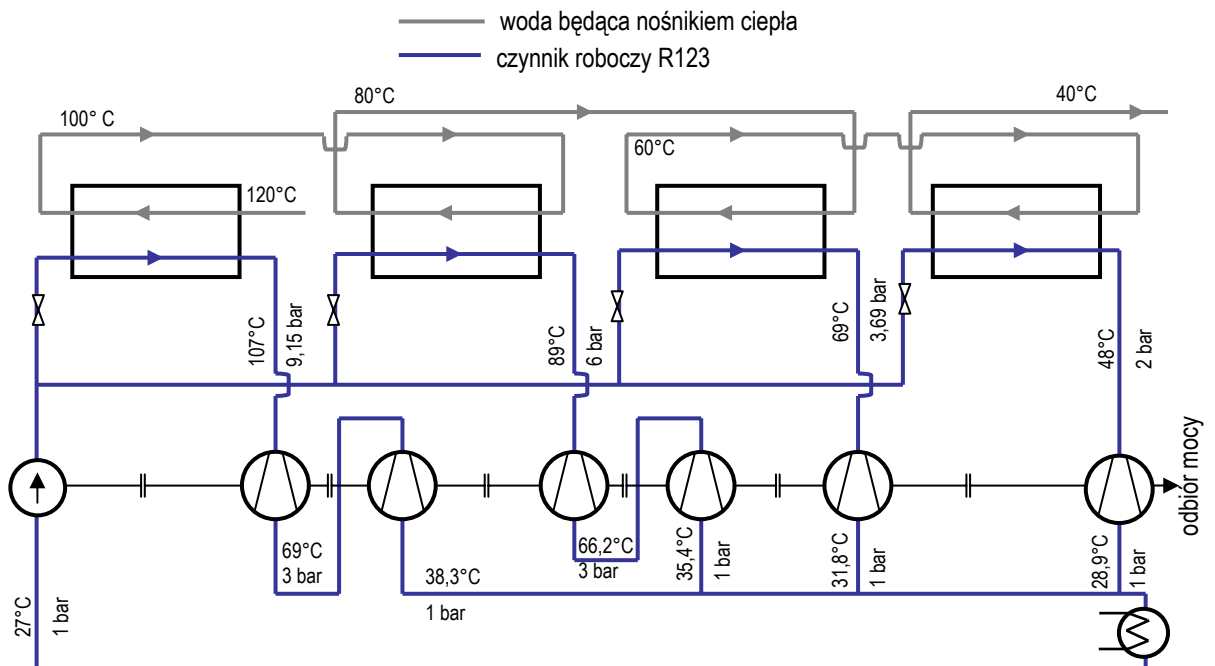 woda będąca nośnikiem ciepła
czynnik roboczy R123
100° C
80°C
60°C
40°C
120°C
107°C
9,15 bar
89°C
6 bar
69°C
3,69 bar
48°C
2 bar
odbiór mocy
69°C
3 bar
38,3°C
1 bar
66,2°C
3 bar
35,4°C
1 bar
31,8°C
1 bar
28,9°C
1 bar
27°C
1 bar